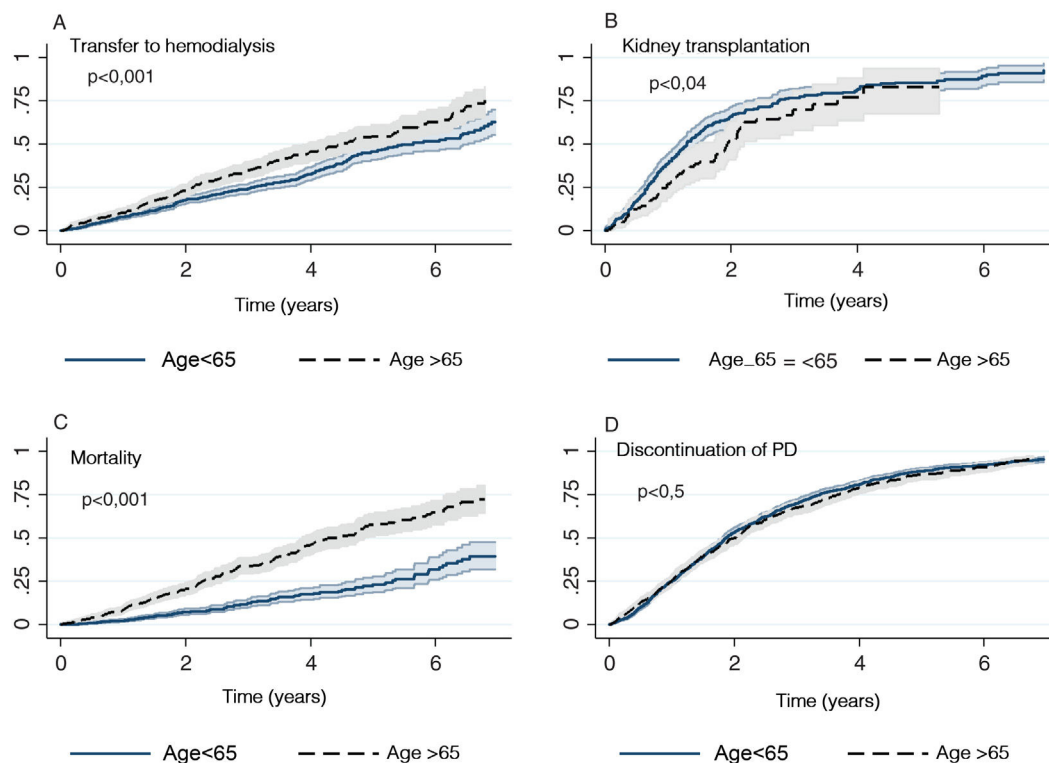 A
Transfer to hemodialysis
p<0,001
1
.75
.5
.25
0
0 2 4 6
Time (years)
Age<65 Age >65
B
Kidney transplantation
p<0,04
1
.75
.5
.25
0
0 2 4 6
Time (years)
Age_65 = <65 Age >65
C
Mortality
p<0,001
1
.75
.5
.25
0
0 2 4 6
Time (years)
Age<65 Age >65
D
Discontinuation of PD
p<0,5
1
.75
.5
.25
0
0 2 4 6
Time (years)
Age<65 Age >65